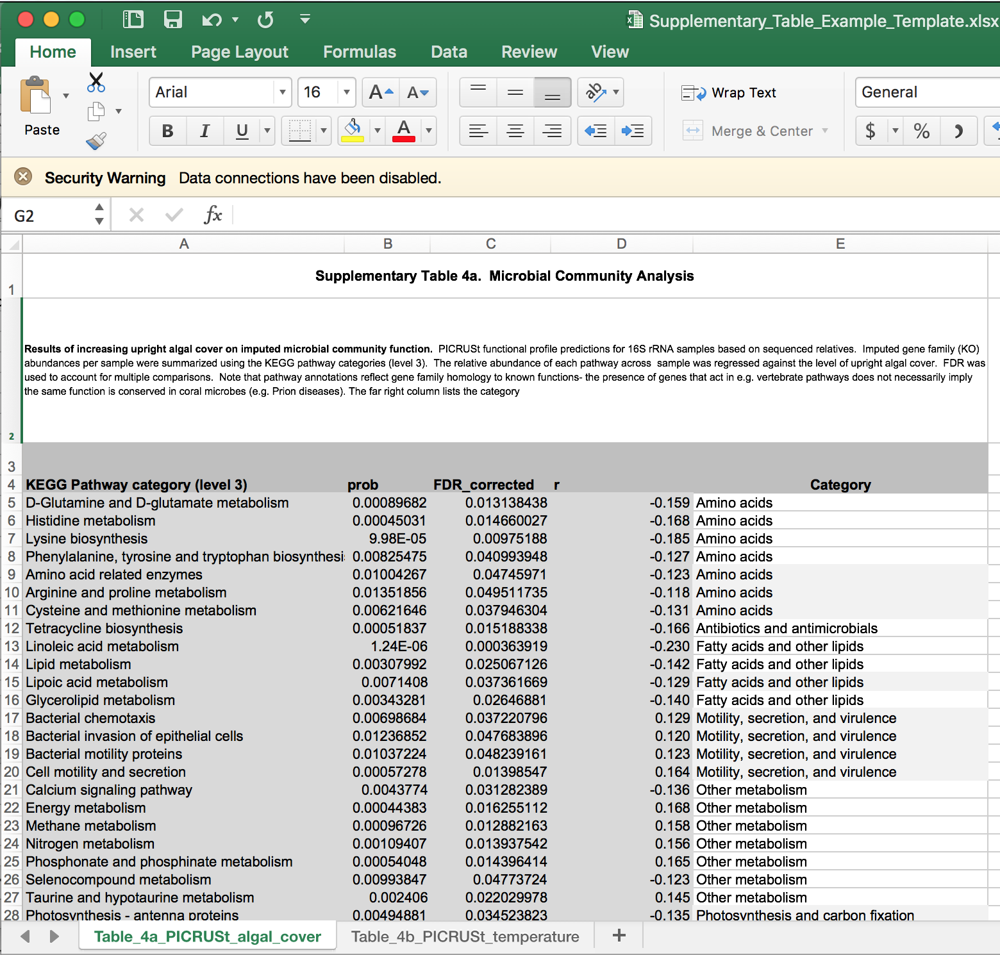 Supplementary_Table_Example_Template.xlsx
Home Insert Page Layout Formulas Data Review View
Arial 16 A A ab Wrap Text General
Paste B I U A Merge & Center $ % )
Security Warning Data connections have been disabled.
G2 fx
A B C D E
1 Supplementary Table 4a. Microbial Community Analysis
Results of increasing upright algal cover on imputed microbial community function. PICRUSt functional profile predictions for 16S rRNA samples based on sequenced relatives. Imputed gene family (KO)
abundances per sample were summarized using the KEGG pathway categories (level 3). The relative abundance of each pathway across sample was regressed against the level of upright algal cover. FDR was
used to account for multiple comparisons. Note that pathway annotations reflect gene family homology to known functions- the presence of genes that act in e.g. vertebrate pathways does not necessarily imply
the same function is conserved in coral microbes (e.g. Prion diseases). The far right column lists the category
2
3
4 KEGG Pathway category (level 3) prob FDR_corrected r Category
5 D-Glutamine and D-glutamate metabolism 0.00089682 0.013138438 -0.159 Amino acids
6 Histidine metabolism 0.00045031 0.014660027 -0.168 Amino acids
7 Lysine biosynthesis 9.98E-05 0.00975188 -0.185 Amino acids
8 Phenylalanine, tyrosine and tryptophan biosynthesi 0.00825475 0.040993948 -0.127 Amino acids
9 Amino acid related enzymes 0.01004267 0.04745971 -0.123 Amino acids
10 Arginine and proline metabolism 0.01351856 0.049511735 -0.118 Amino acids
11 Cysteine and methionine metabolism 0.00621646 0.037946304 -0.131 Amino acids
12 Tetracycline biosynthesis 0.00051837 0.015188338 -0.166 Antibiotics and antimicrobials
13 Linoleic acid metabolism 1.24E-06 0.000363919 -0.230 Fatty acids and other lipids
14 Lipid metabolism 0.00307992 0.025067126 -0.142 Fatty acids and other lipids
15 Lipoic acid metabolism 0.0071408 0.037361669 -0.129 Fatty acids and other lipids
16 Glycerolipid metabolism 0.00343281 0.02646881 -0.140 Fatty acids and other lipids
17 Bacterial chemotaxis 0.00698684 0.037220796 0.129 Motility, secretion, and virulence
18 Bacterial invasion of epithelial cells 0.01236852 0.047683896 0.120 Motility, secretion, and virulence
19 Bacterial motility proteins 0.01037224 0.048239161 0.123 Motility, secretion, and virulence
20 Cell motility and secretion 0.00057278 0.01398547 0.164 Motility, secretion, and virulence
21 Calcium signaling pathway 0.0043774 0.031282389 -0.136 Other metabolism
22 Energy metabolism 0.00044383 0.016255112 0.168 Other metabolism
23 Methane metabolism 0.00096726 0.012882163 0.158 Other metabolism
24 Nitrogen metabolism 0.00109407 0.013937542 0.156 Other metabolism
25 Phosphonate and phosphinate metabolism 0.00054048 0.014396414 0.165 Other metabolism
26 Selenocompound metabolism 0.00993847 0.04773724 -0.123 Other metabolism
27 Taurine and hypotaurine metabolism 0.002406 0.022029978 0.145 Other metabolism
28 Photosynthesis - antenna proteins 0.00494881 0.034523823 -0.135 Photosynthesis and carbon fixation
Table_4a_PICRUSt_algal_cover Table_4b_PICRUSt_temperature +